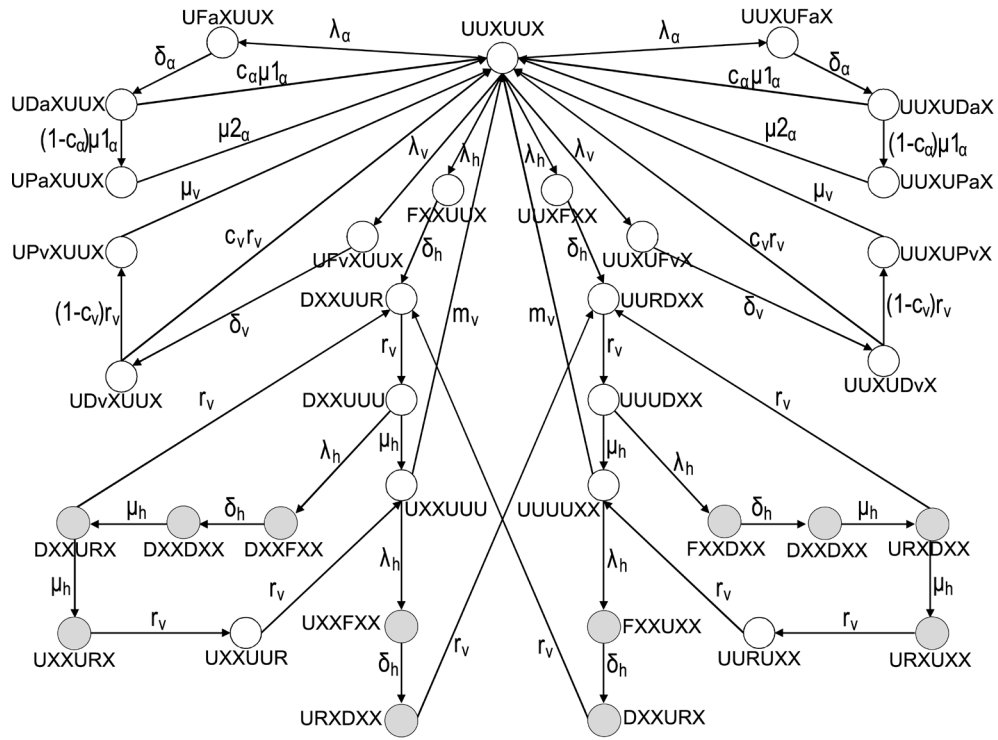 UFaXUUX
λα
UUXUUX
λα
UUXUFaX
δα
δα
UDaXUUX
cαμ1α
cαμ1α
UUXUDaX
(1-cα)μ1α
μ2α
λv
λh
λh
λv
μ2α
(1-cα)μ1α
UPaXUUX
UUXUPaX
μv
μv
FXXUUX
UUXFXX
UPvXUUX
cvrv
UFvXUUX
δh
δh
UUXUFvX
cvrv
UUXUPvX
(1-cv)rv
DXXUUR
UURDXX
(1-cv)rv
δv
mv
mv
δv
UDvXUUX
rv
rv
UUXUDvX
rv
DXXUUU
UUUDXX
rv
λh
μh
μh
λh
UXXUUU
UUUUXX
μh
δh
δh
μh
DXXURX
DXXDXX
DXXFXX
FXXDXX
DXXDXX
URXDXX
μh
rv
λh
λh
rv
μh
rv
UXXFXX
FXXUXX
rv
UXXURX
UXXUUR
UURUXX
URXUXX
δh
rv
rv
δh
URXDXX
DXXURX